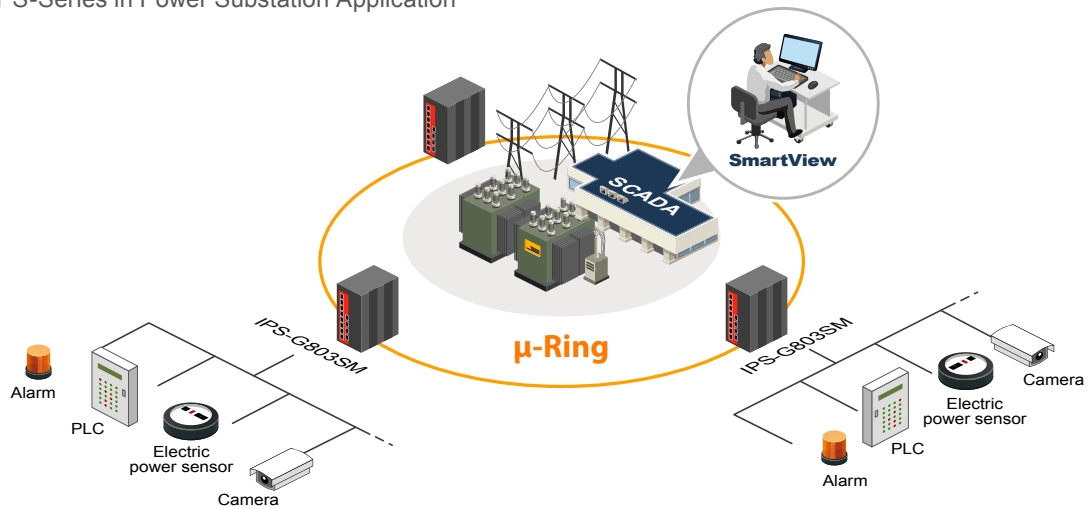 PS-Series in Power Substation Application
SmartView
SCADA
IPS-G803SM
µ-Ring
IPS-G803SM
Alarm
PLC
Electric
power sensor
Camera
Camera
Electric
power sensor
PLC
Alarm